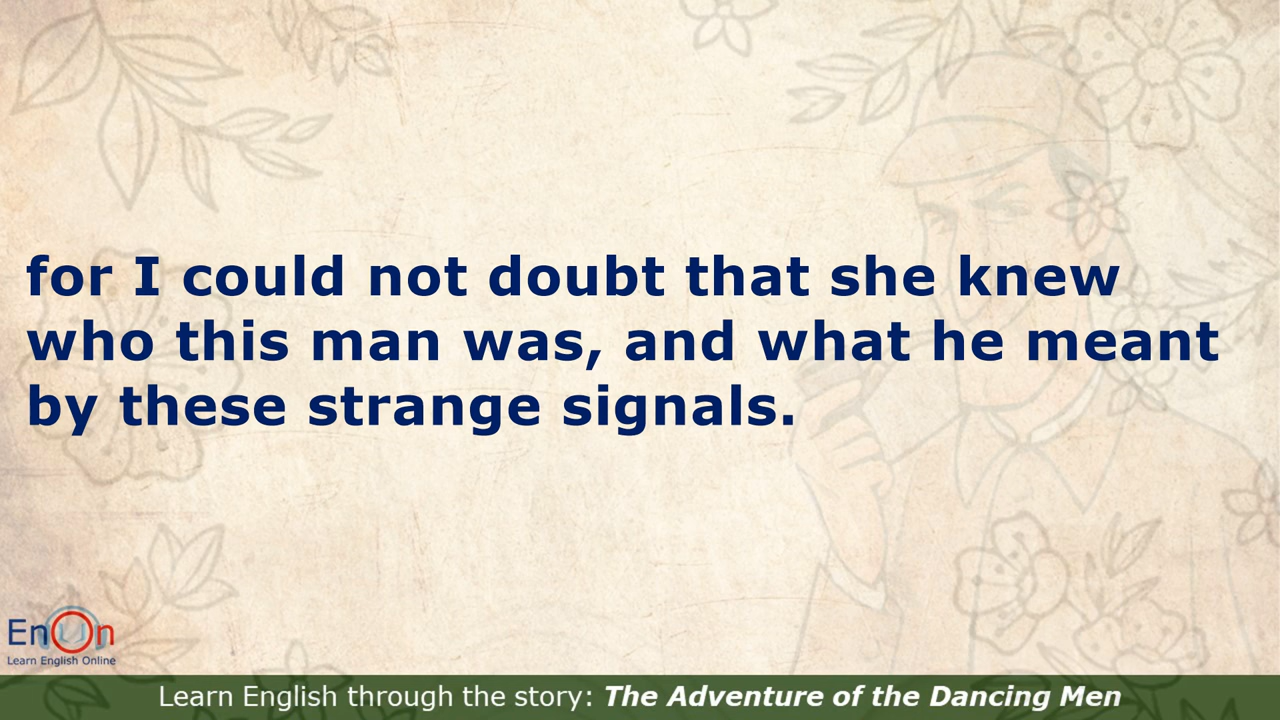 for I could not doubt that she knew
who this man was, and what he meant
by these strange signals.
EnOn
Learn English Online
Learn English through the story: The Adventure of the Dancing Men